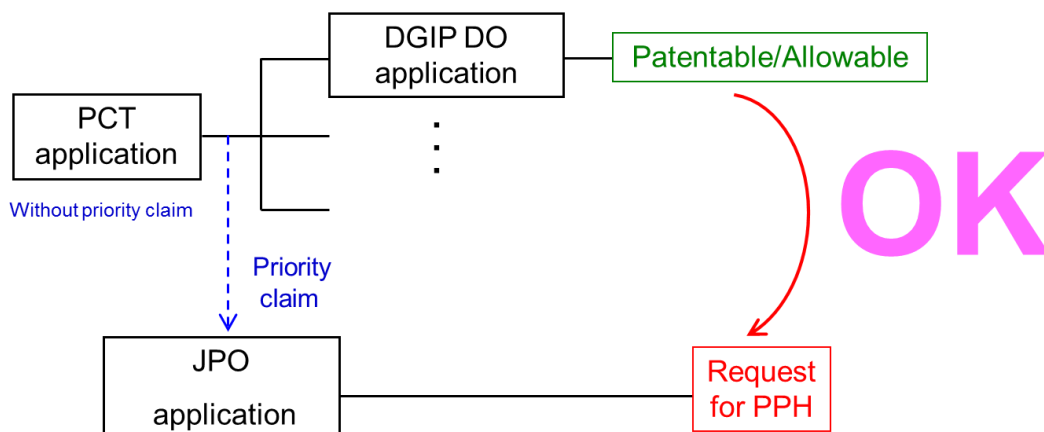 DGIP DO
application
Patentable/Allowable
PCT
application
OK
Without priority claim
Priority
claim
JPO
application
Request
for PPH